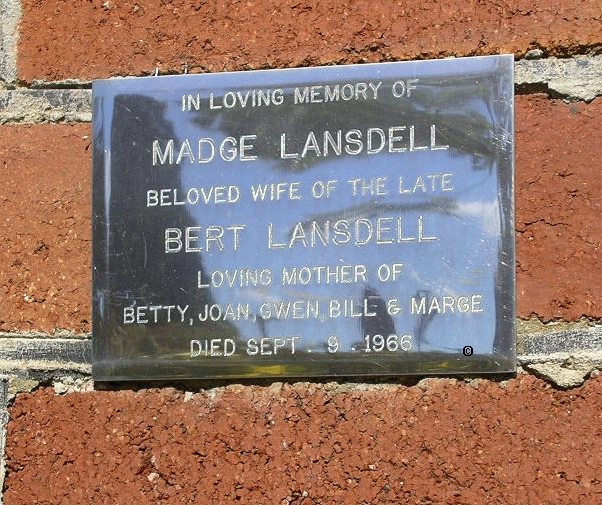 IN LOVING MEMORY OF
MADGE LANSDELL
BELOVED WIFE OF THE LATE
BERT LANSDELL
LOVING MOTHER OF
BETTY, JOAN, GWEN, BILL & MARGE
DIED SEPT . 9 . 1966